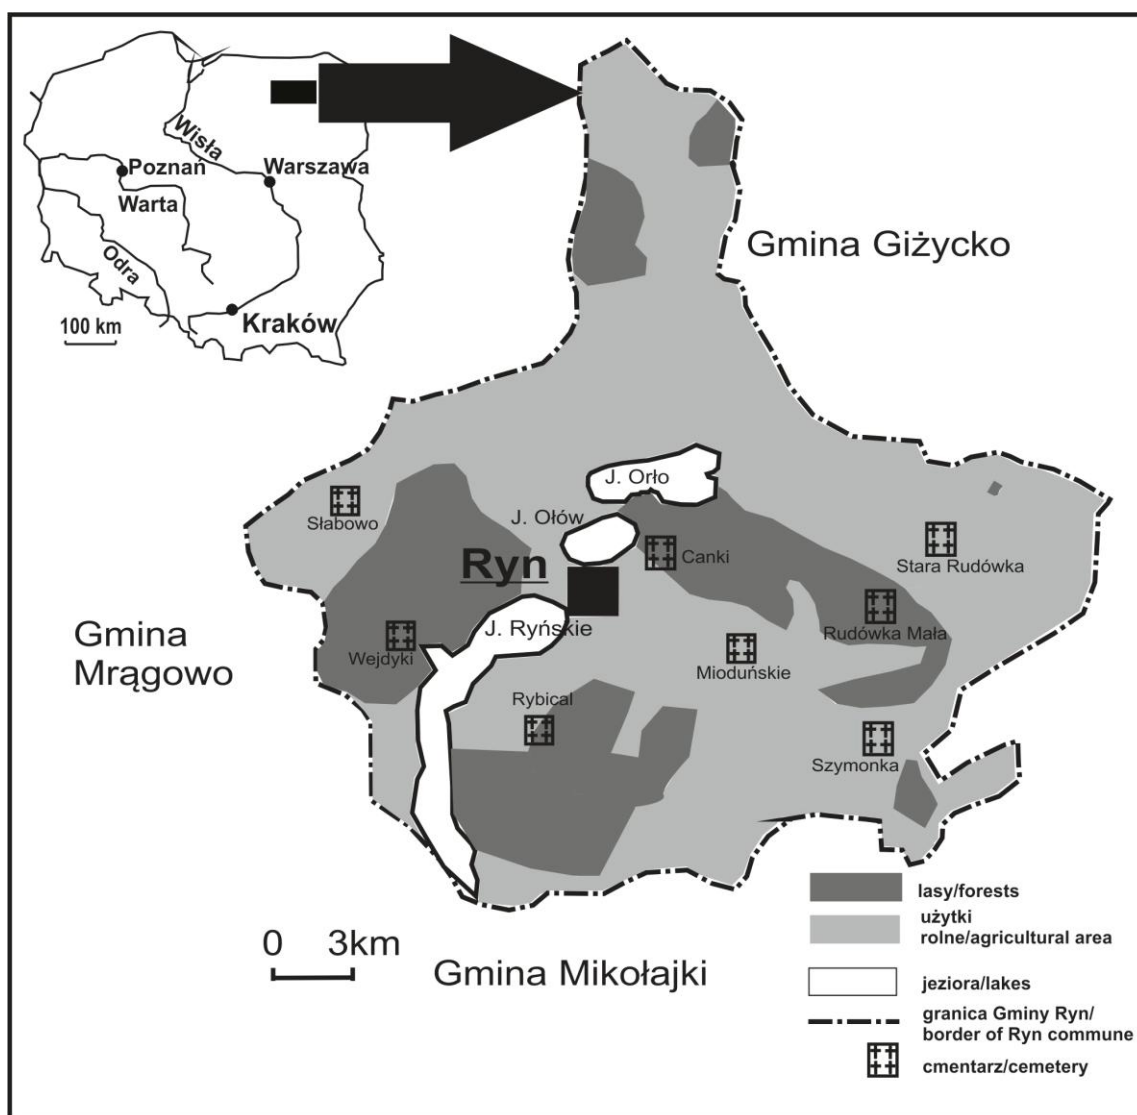 Wisła
Poznań
Warszawa
Warta
Odra
Kraków
100 km
Gmina Giżycko
J. Orło
Słabowo
J. Ołów
Ryn
Canki
Stara Rudówka
J. Ryńskie
Rudówka Mała
Gmina
Mrągowo
Wejdyki
Mioduńskie
Rybical
Szymonka
0 3km
Gmina Mikołajki
lasy/forests
użytki
rolne/agricultural area
jeziora/lakes
granica Gminy Ryn/
border of Ryn commune
cmentarz/cemetery